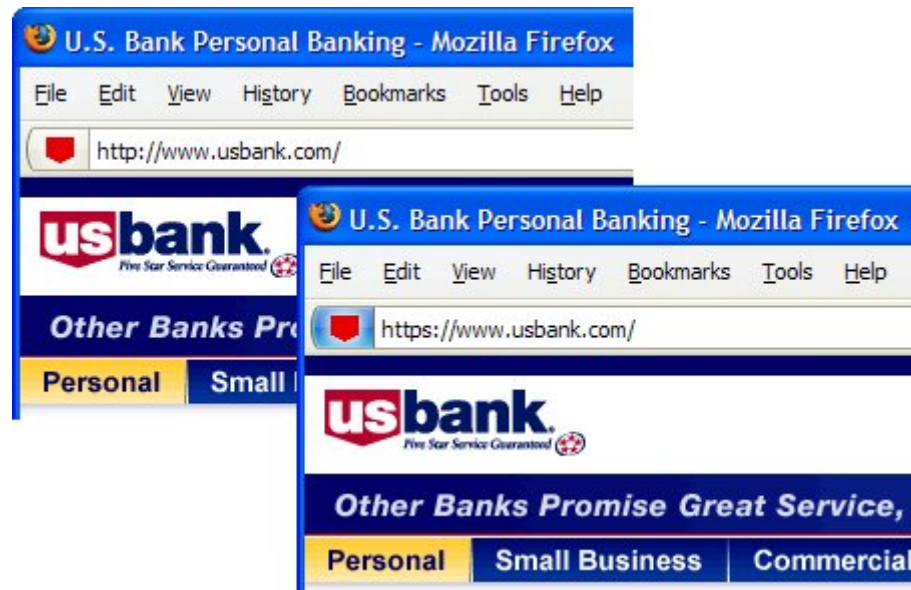 U.S. Bank Personal Banking - Mozilla Firefox
File Edit View History Bookmarks Tools Help
http://www.usbank.com/
usbank.
Five Star Service Guaranteed
Other Banks Pro
Personal Small
U.S. Bank Personal Banking - Mozilla Firefox
File Edit View History Bookmarks Tools Help
https://www.usbank.com/
usbank.
Five Star Service Guaranteed
Other Banks Promise Great Service,
Personal Small Business Commercial